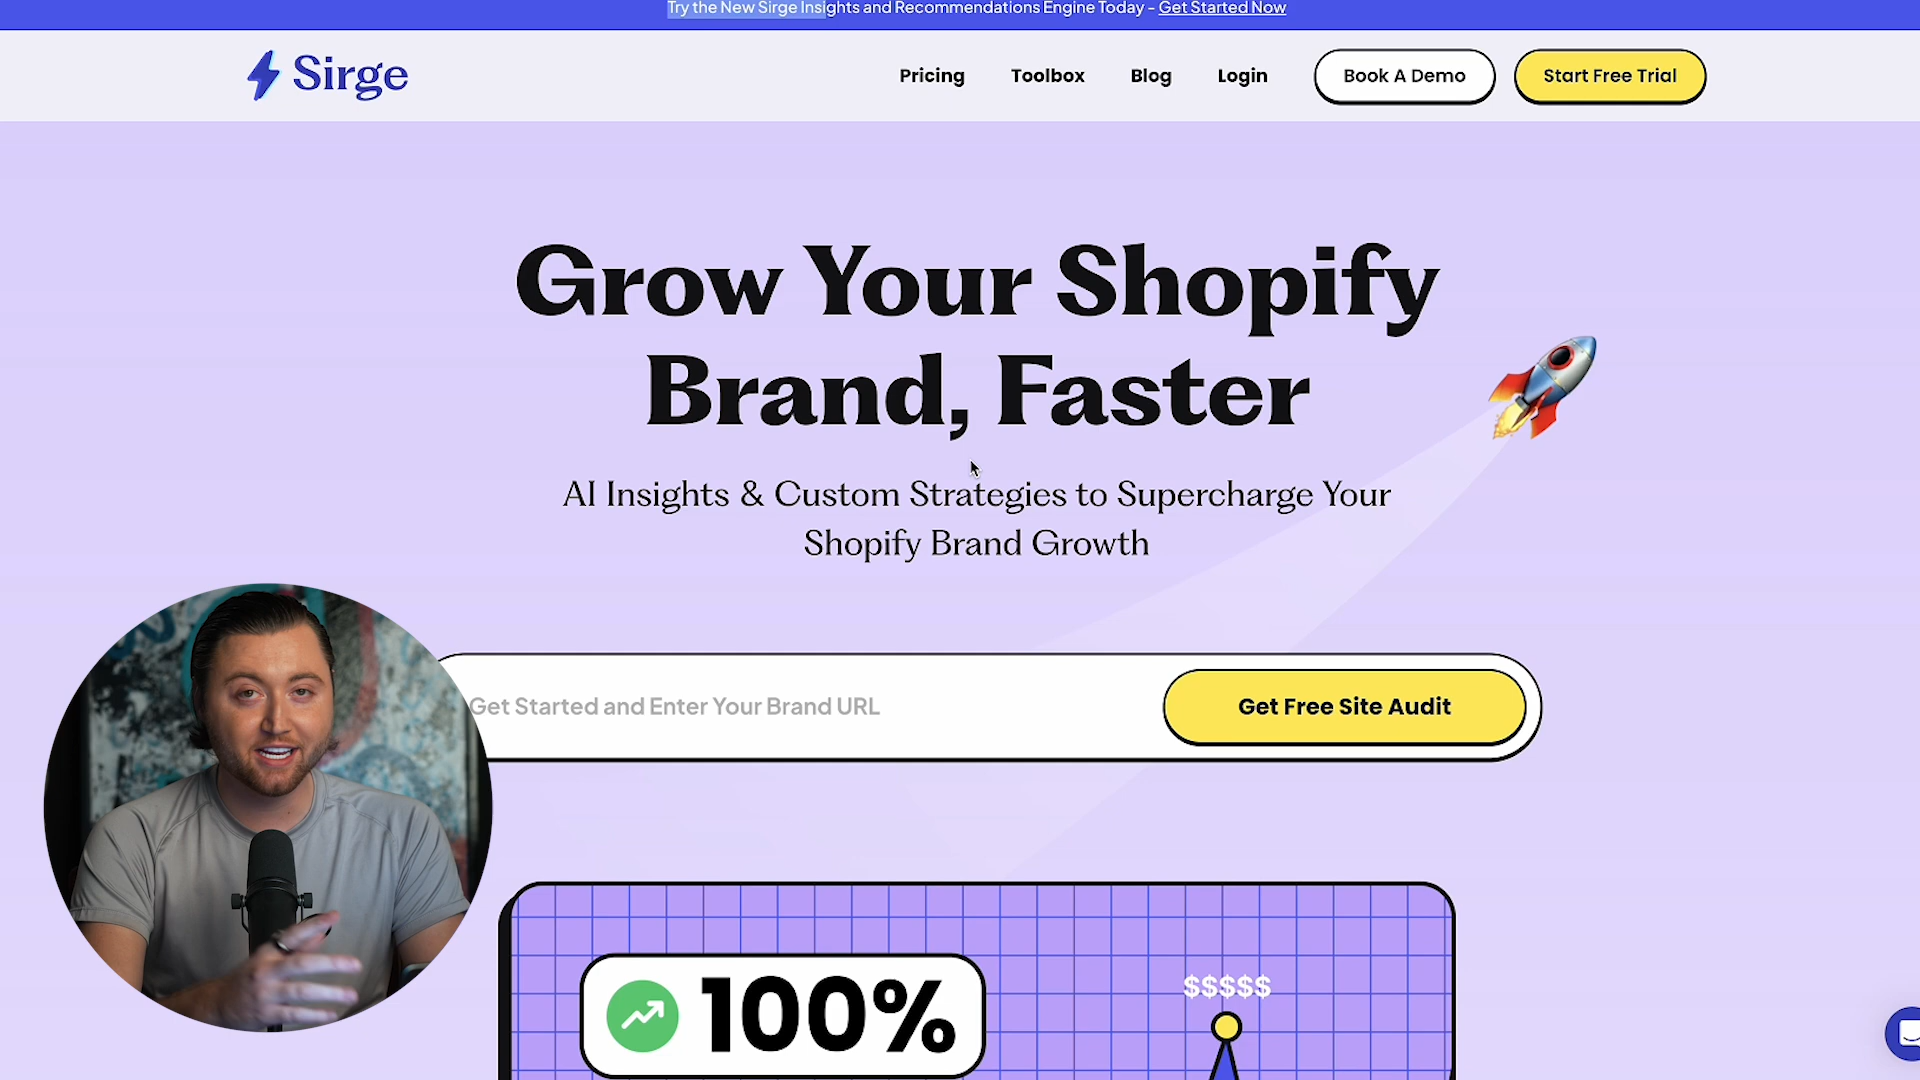 Try the New Sirge Insights and Recommendations Engine Today - Get Started Now
Sirge
Pricing
Toolbox
Blog
Login
Book A Demo
Start Free Trial
Grow Your Shopify
Brand, Faster
AI Insights & Custom Strategies to Supercharge Your
Shopify Brand Growth
Get Started and Enter Your Brand URL
Get Free Site Audit
$$$$$
100%